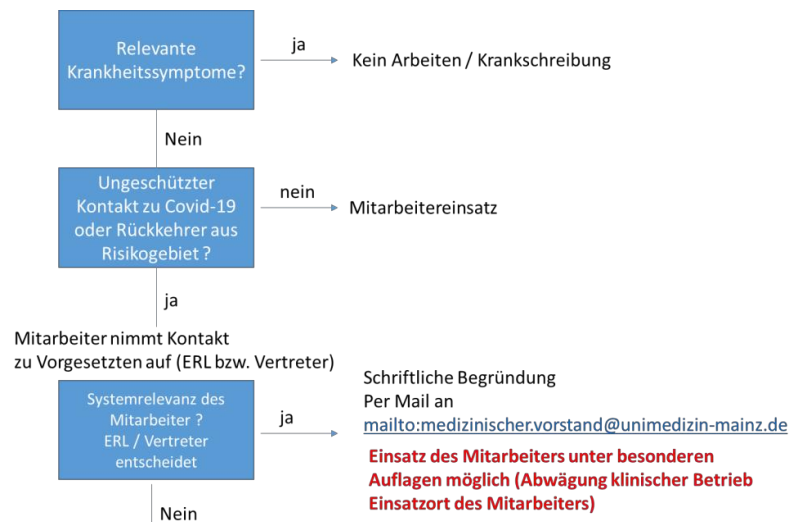 Relevante
Krankheitssymptome?
ja
Kein Arbeiten / Krankschreibung
Nein
Ungeschützter
Kontakt zu Covid-19
oder Rückkehrer aus
Risikogebiet ?
nein
Mitarbeitereinsatz
ja
Mitarbeiter nimmt Kontakt
zu Vorgesetzten auf (ERL bzw. Vertreter)
Systemrelevanz des
Mitarbeiter ?
ERL / Vertreter
entscheidet
ja
Schriftliche Begründung
Per Mail an
mailto:medizinischer.vorstand@unimedizin-mainz.de
Einsatz des Mitarbeiters unter besonderen
Auflagen möglich (Abwägung klinischer Betrieb
Einsatzort des Mitarbeiters)
Nein